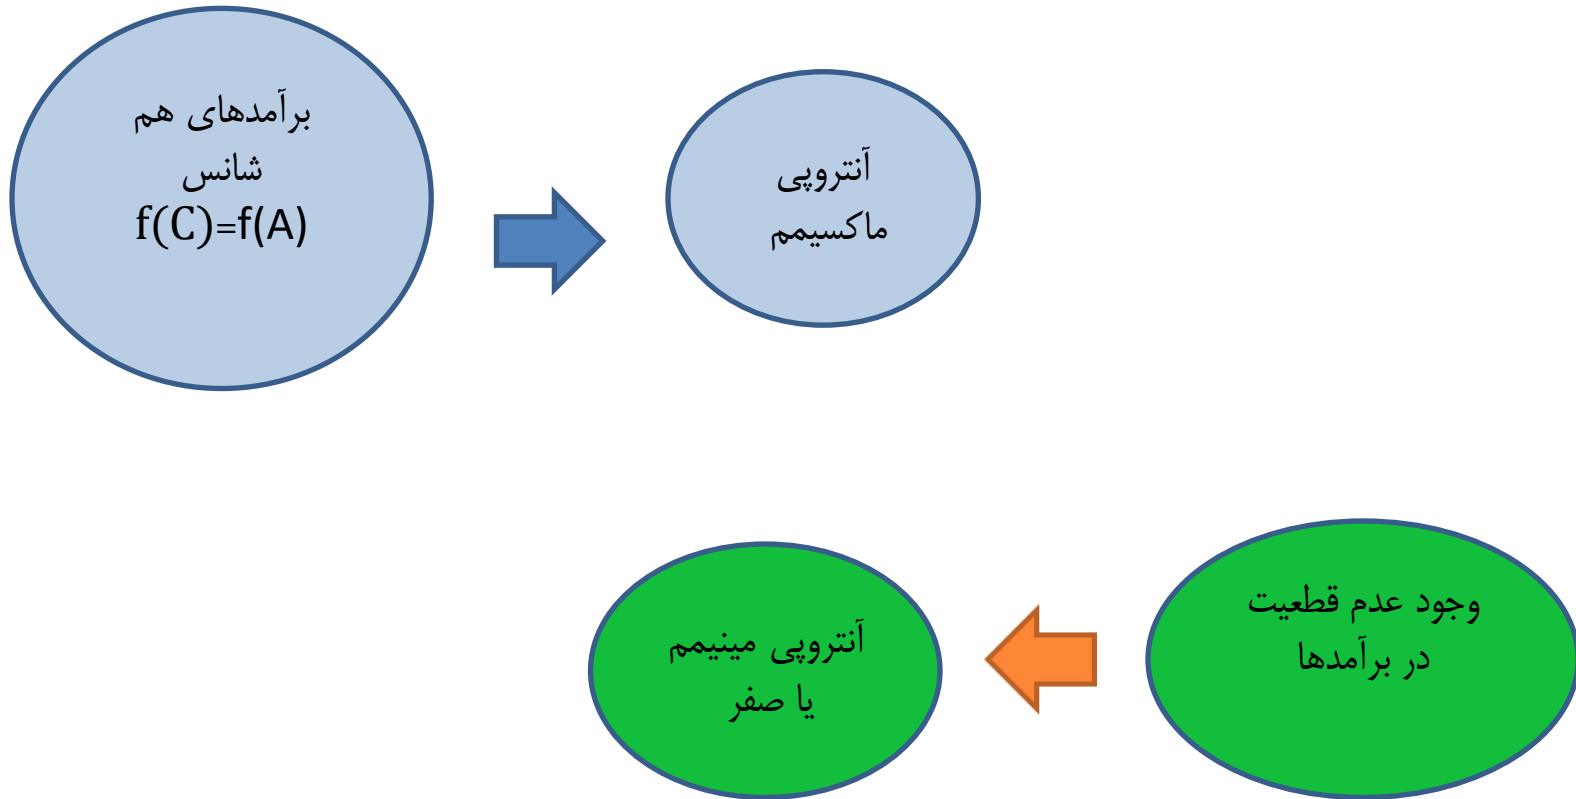 برآمدهای هم
شانس
f(C)=f(A)
آنتروپی
ماکسیمم
وجود عدم قطعیت
در برآمدها
آنتروپی مینیمم
یا صفر